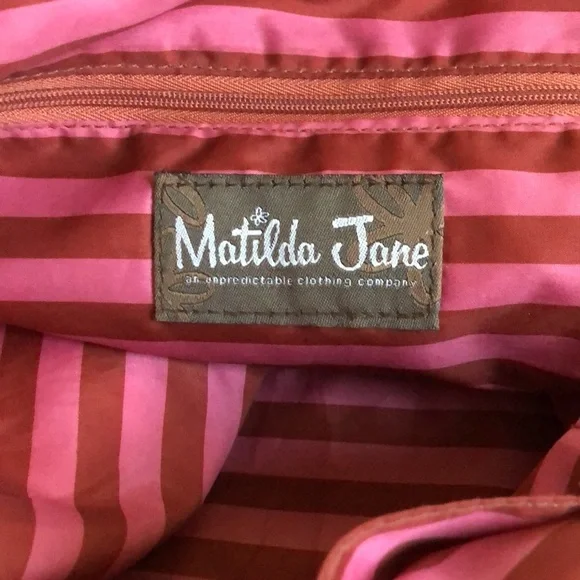 Matilda Jane
an unpredictable clothing company